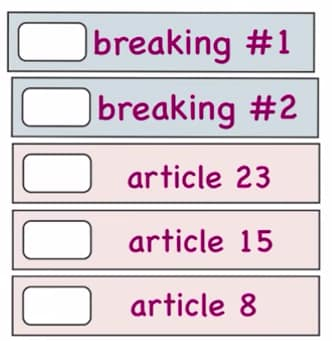 breaking #1
breaking #2
article 23
article 15
article 8